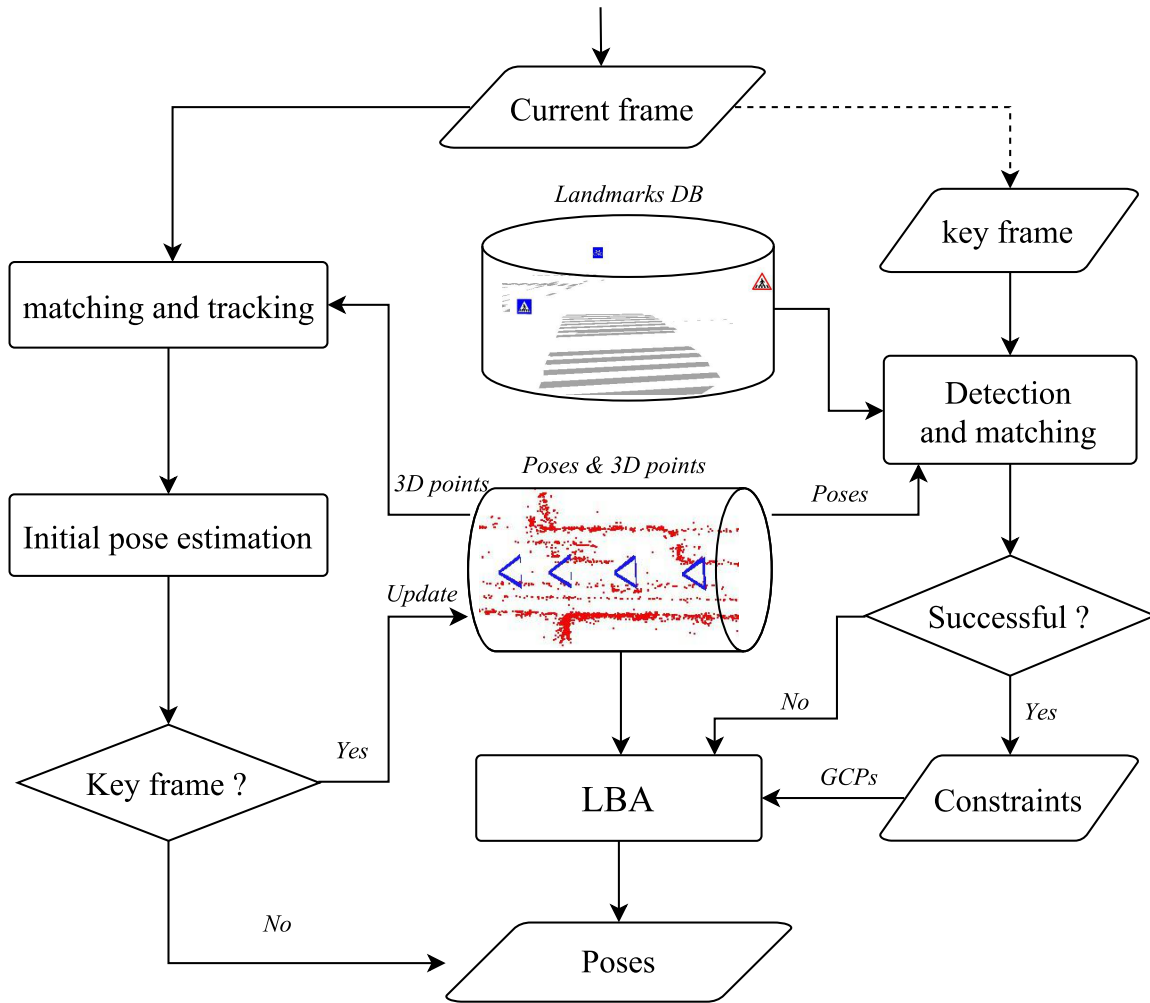 Current frame
Landmarks DB
key frame
matching and tracking
Detection
and matching
3D points
Poses & 3D points
Poses
Initial pose estimation
Update
Successful ?
No
Yes
Key frame ?
Yes
LBA
GCPs
Constraints
No
Poses